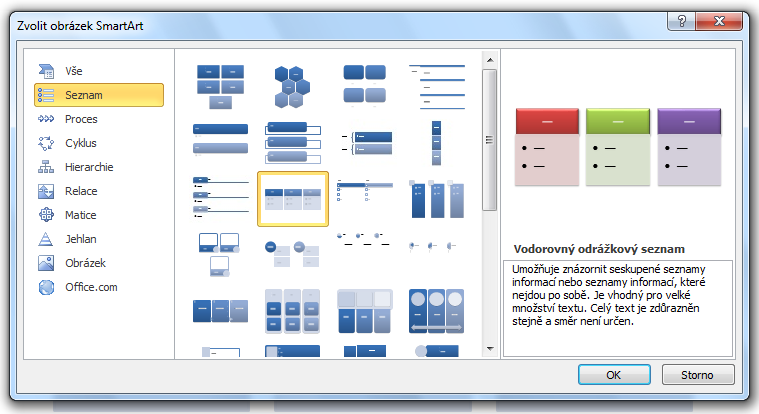 Zvolit obrázek SmartArt
Vše
Seznam
Proces
Cyklus
Hierarchie
Relace
Matice
Jehlan
Obrázek
Office.com
Vodorovný odrážkový seznam
Umožňuje znázornit seskupené seznamy
informací nebo seznamy informací, které
nejdou po sobě. Je vhodný pro velké
množství textu. Celý text je zdůrazněn
stejně a směr není určen.
OK
Storno